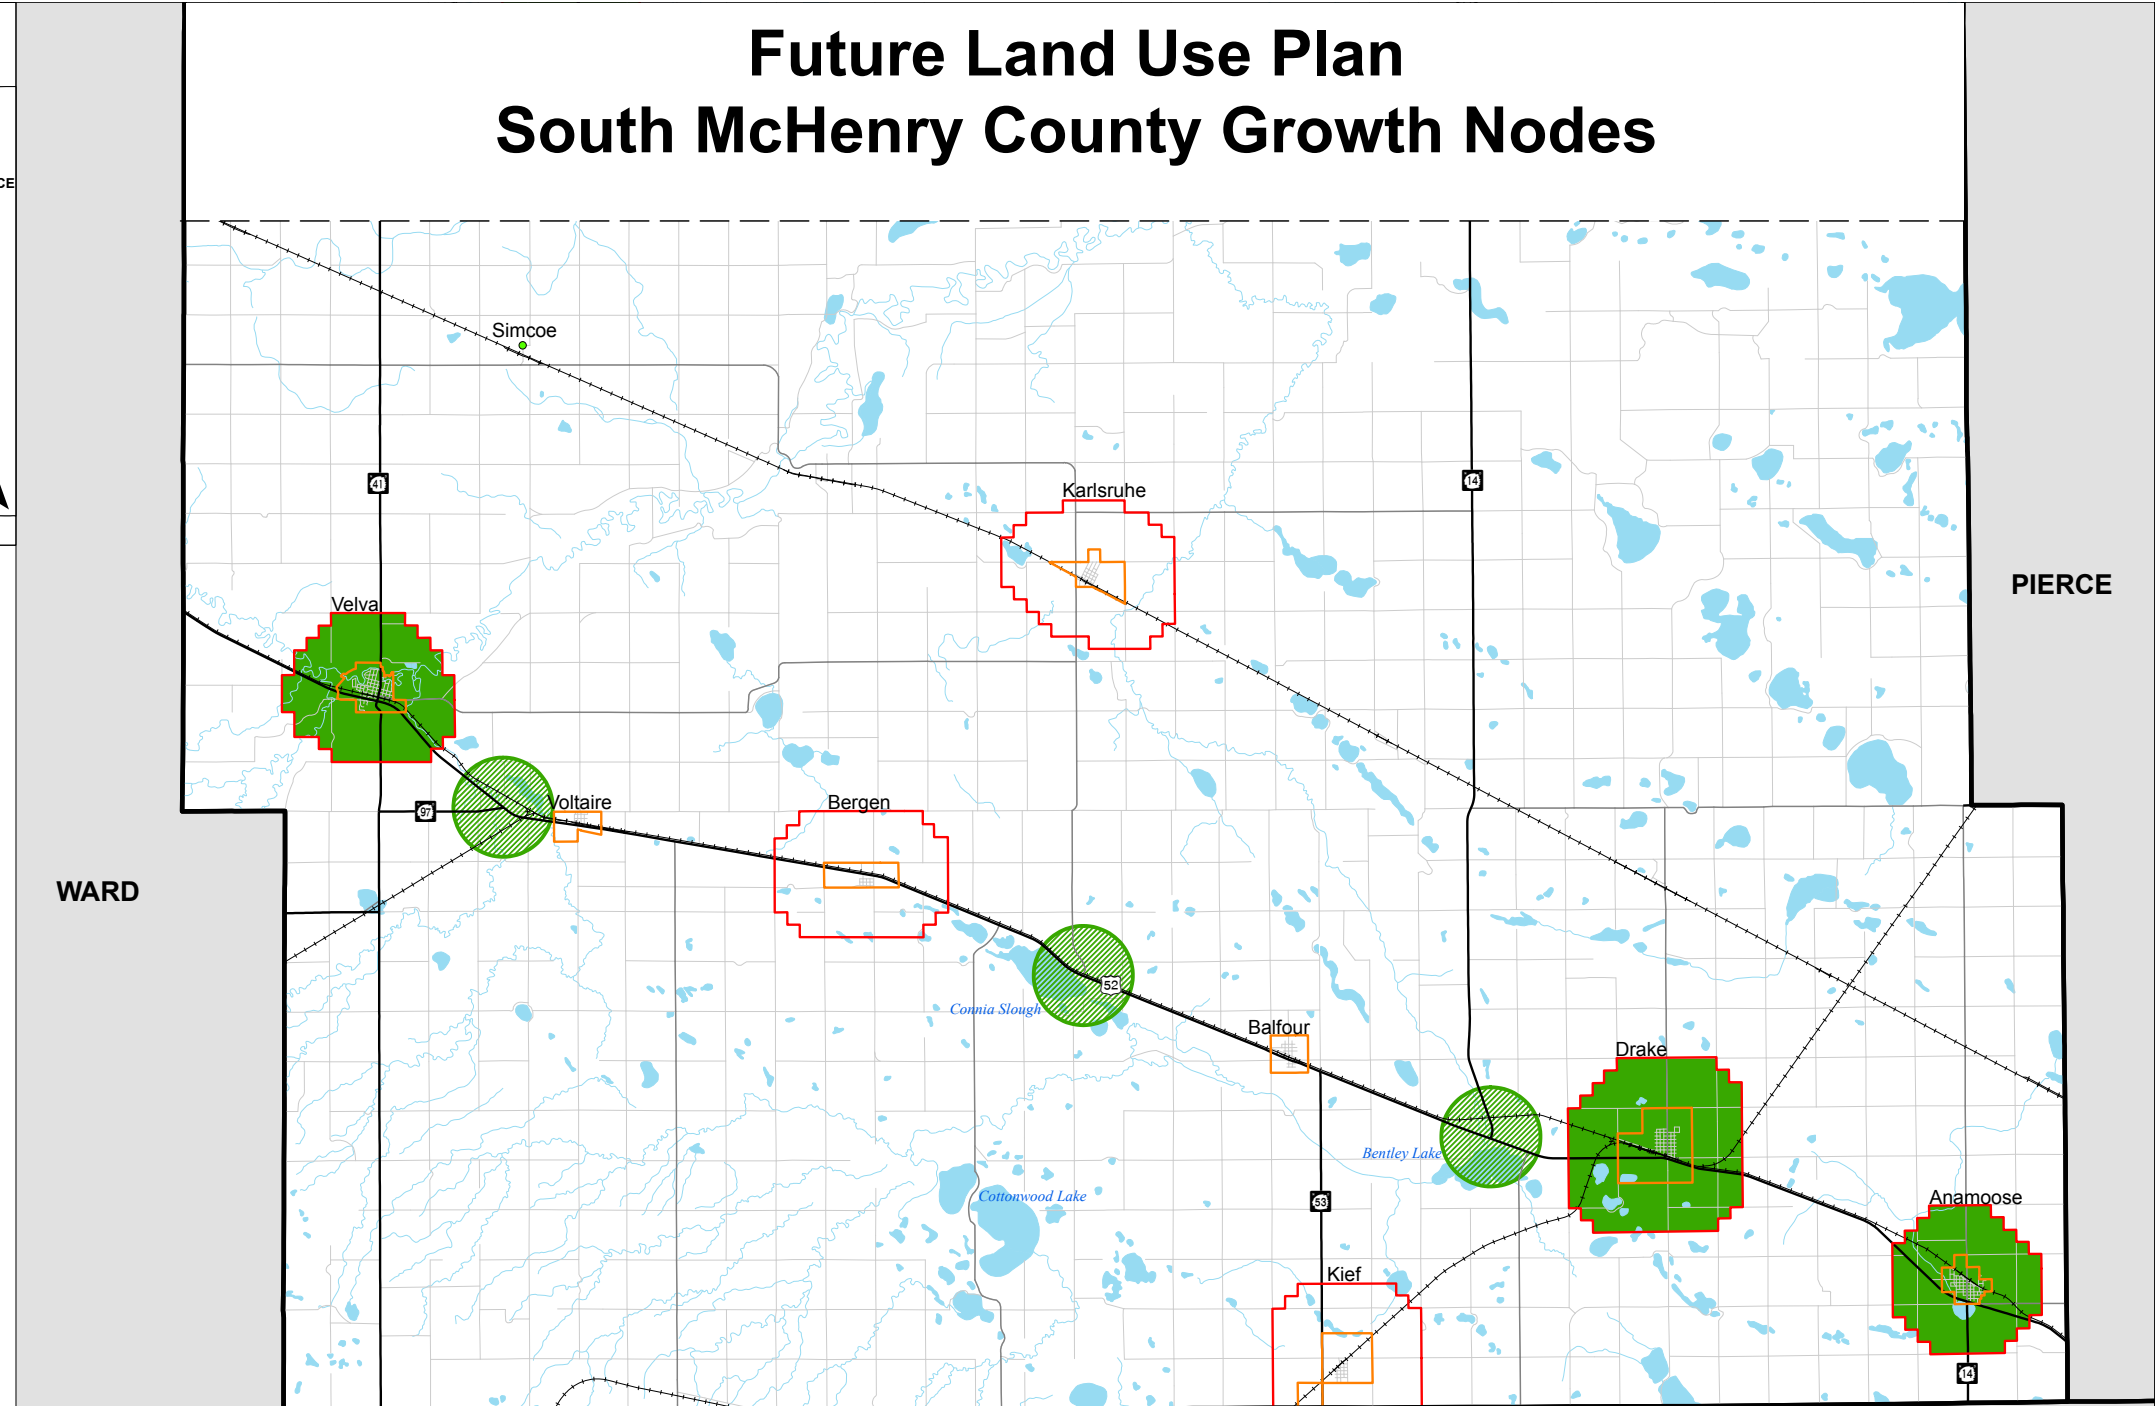 Future Land Use Plan
South McHenry County Growth Nodes
CE
Simcoe
41
Karlsruhe
14
PIERCE
Velva
97
Voltaire
Bergen
WARD
52
Connia Slough
Balfour
Drake
Bentley Lake
Cottonwood Lake
53
Anamoose
Kief
14